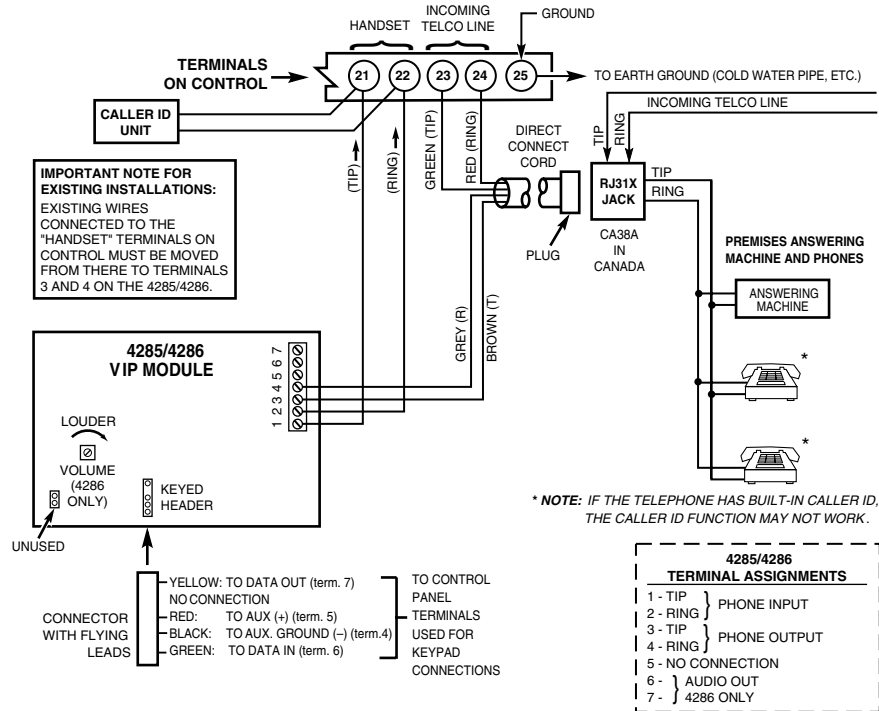 HANDSET
INCOMING
TELCO LINE
GROUND
TERMINALS
ON CONTROL
21
22
23
24
25
TO EARTH GROUND (COLD WATER PIPE, ETC.)
INCOMING TELCO LINE
CALLER ID
UNIT
(TIP)
(RING)
GREEN (TIP)
RED (RING)
DIRECT
CONNECT
CORD
TIP
RING
RJ31X
JACK
TIP
RING
PLUG
CA38A
IN
CANADA
IMPORTANT NOTE FOR
EXISTING INSTALLATIONS:
EXISTING WIRES
CONNECTED TO THE
"HANDSET" TERMINALS ON
CONTROL MUST BE MOVED
FROM THERE TO TERMINALS
3 AND 4 ON THE 4285/4286.
PREMISES ANSWERING
MACHINE AND PHONES
ANSWERING
MACHINE
*
*
GREY (R)
BROWN (T)
4285/4286
VIP MODULE
1 2 3 4 5 6 7
LOUDER
VOLUME
(4286
ONLY)
KEYED
HEADER
UNUSED
* NOTE: IF THE TELEPHONE HAS BUILT-IN CALLER ID,
THE CALLER ID FUNCTION MAY NOT WORK.
CONNECTOR
WITH FLYING
LEADS
YELLOW: TO DATA OUT (term. 7)
NO CONNECTION
RED: TO AUX (+) (term. 5)
BLACK: TO AUX. GROUND (–) (term.4)
GREEN: TO DATA IN (term. 6)
TO CONTROL
PANEL
TERMINALS
USED FOR
KEYPAD
CONNECTIONS
4285/4286
TERMINAL ASSIGNMENTS
1 - TIP
2 - RING
PHONE INPUT
3 - TIP
4 - RING
PHONE OUTPUT
5 - NO CONNECTION
6 - AUDIO OUT
7 - 4286 ONLY